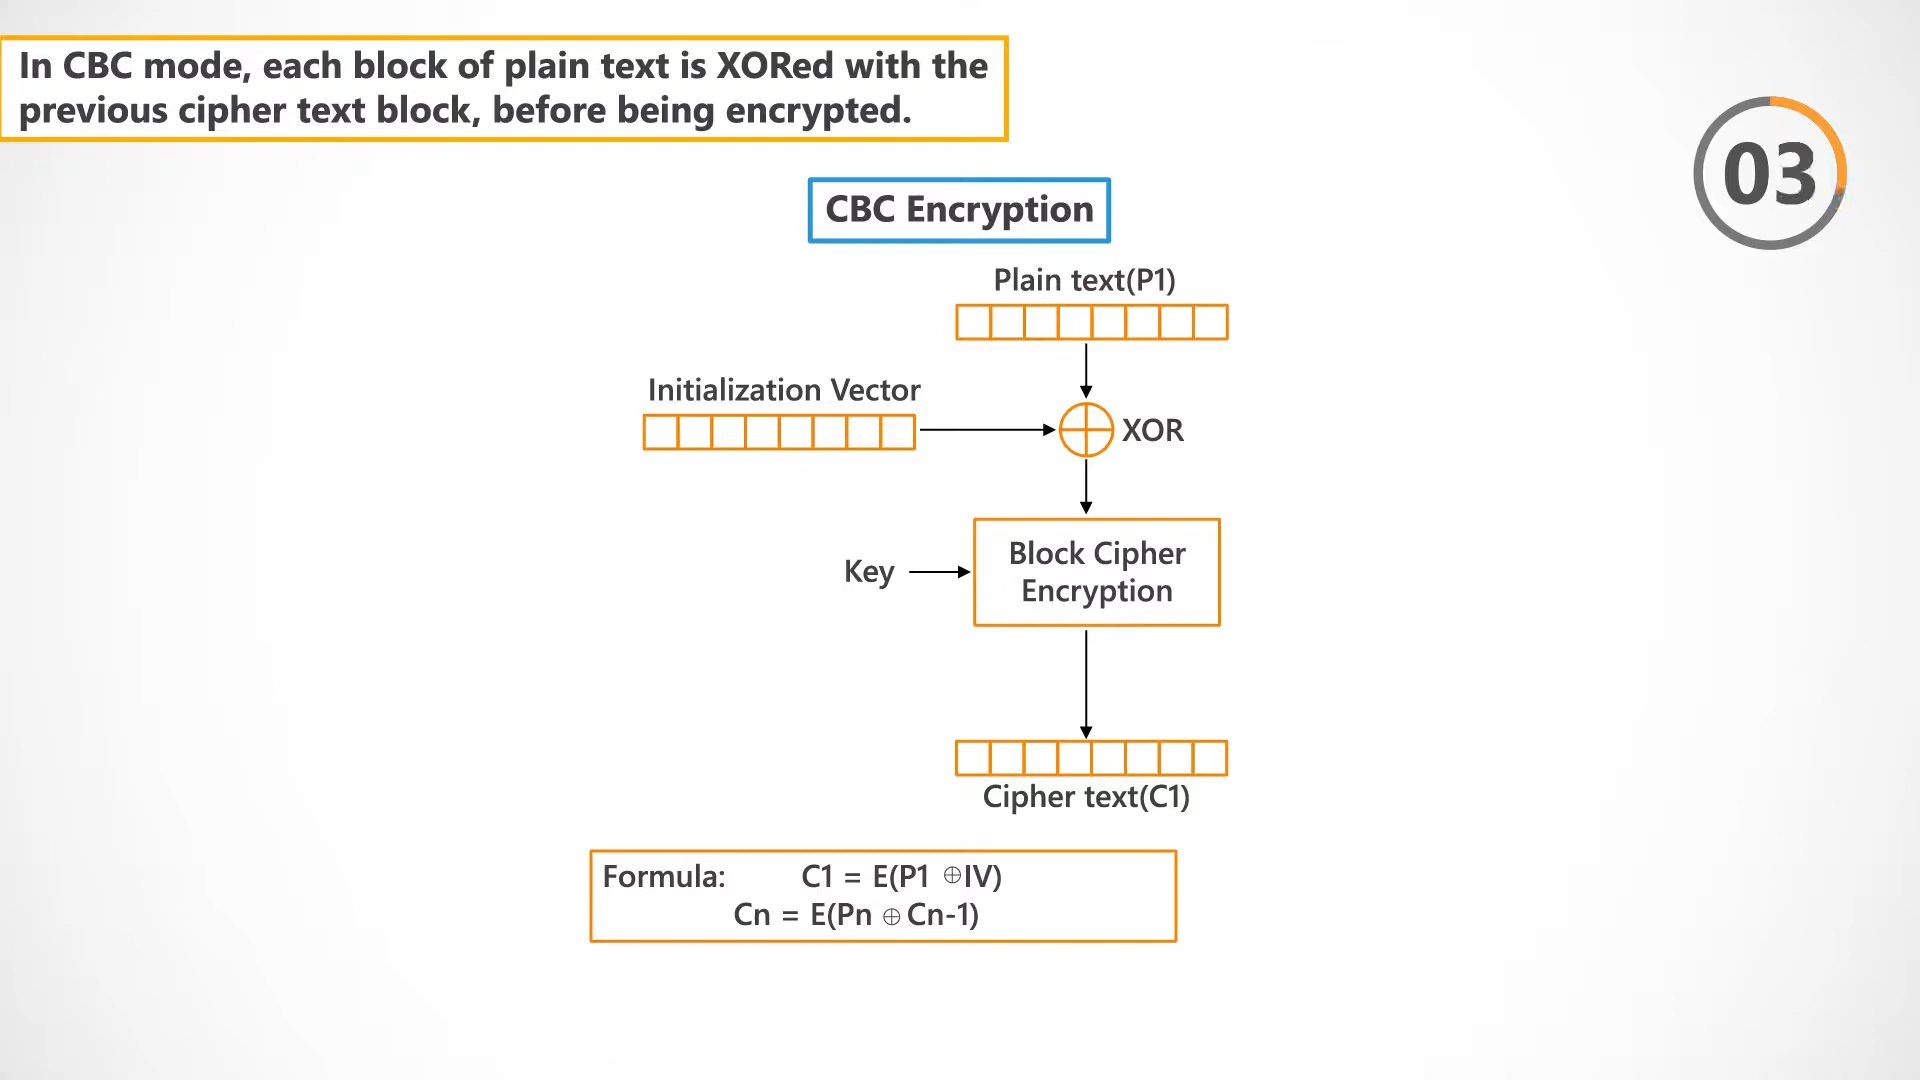 In CBC mode, each block of plain text is XORed with the
previous cipher text block, before being encrypted.
03
CBC Encryption
Plain text(P1)
Initialization Vector
XOR
Key
Block Cipher
Encryption
Cipher text(C1)
Formula: C1 = E(P1 ⊕IV)
Cn = E(Pn ⊕ Cn-1)